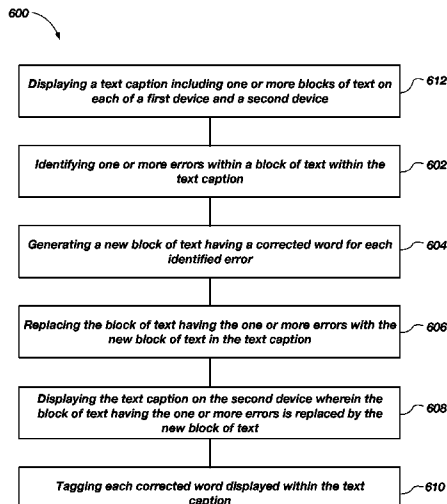 600
Displaying a text caption including one or more blocks of text on
each of a first device and a second device
612
Identifying one or more errors within a block of text within the
text caption
602
Generating a new block of text having a corrected word for each
identified error
604
Replacing the block of text having the one or more errors with the
new block of text in the text caption
606
Displaying the text caption on the second device wherein the
block of text having the one or more errors is replaced by the
new block of text
608
Tagging each corrected word displayed within the text
caption
610